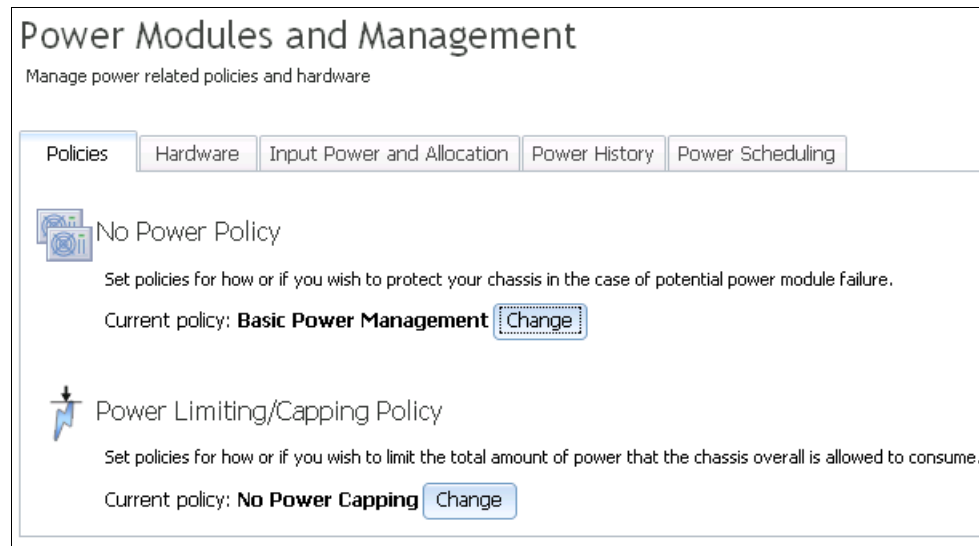 Power Modules and Management
Manage power related policies and hardware
Policies Hardware Input Power and Allocation Power History Power Scheduling
No Power Policy
Set policies for how or if you wish to protect your chassis in the case of potential power module failure.
Current policy: Basic Power Management Change
Power Limiting/Capping Policy
Set policies for how or if you wish to limit the total amount of power that the chassis overall is allowed to consume.
Current policy: No Power Capping Change